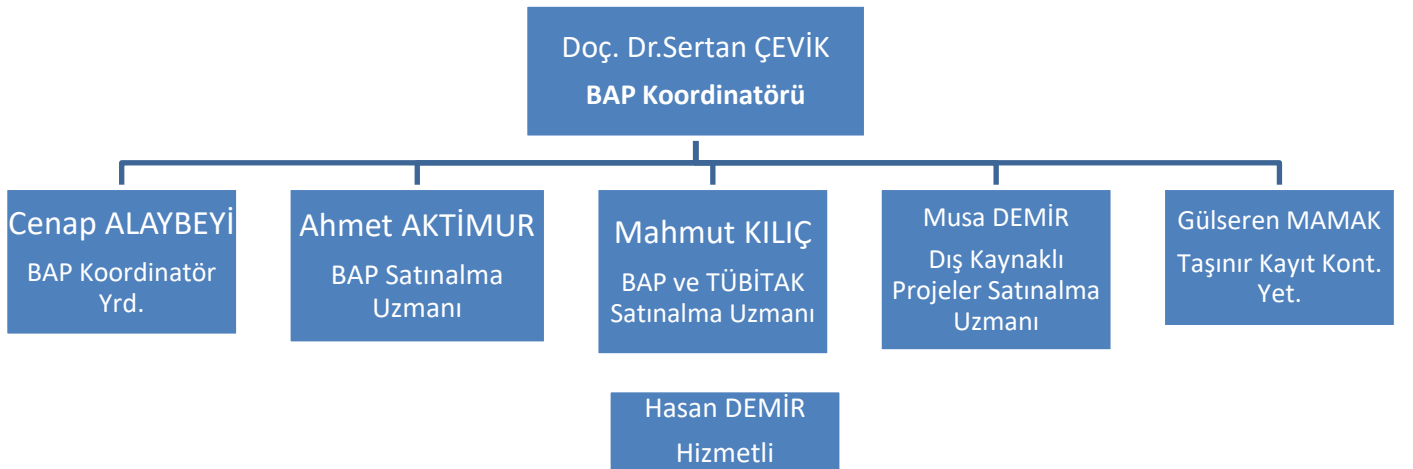 Doç. Dr.Sertan ÇEVİK
BAP Koordinatörü
Cenap ALAYBEYİ
BAP Koordinatör
Yrd.
Ahmet AKTİMUR
BAP Satınalma
Uzmanı
Mahmut KILIÇ
BAP ve TÜBİTAK
Satınalma Uzmanı
Musa DEMİR
Dış Kaynaklı
Projeler Satınalma
Uzmanı
Gülseren MAMAK
Taşınır Kayıt Kont.
Yet.
Hasan DEMİR
Hizmetli